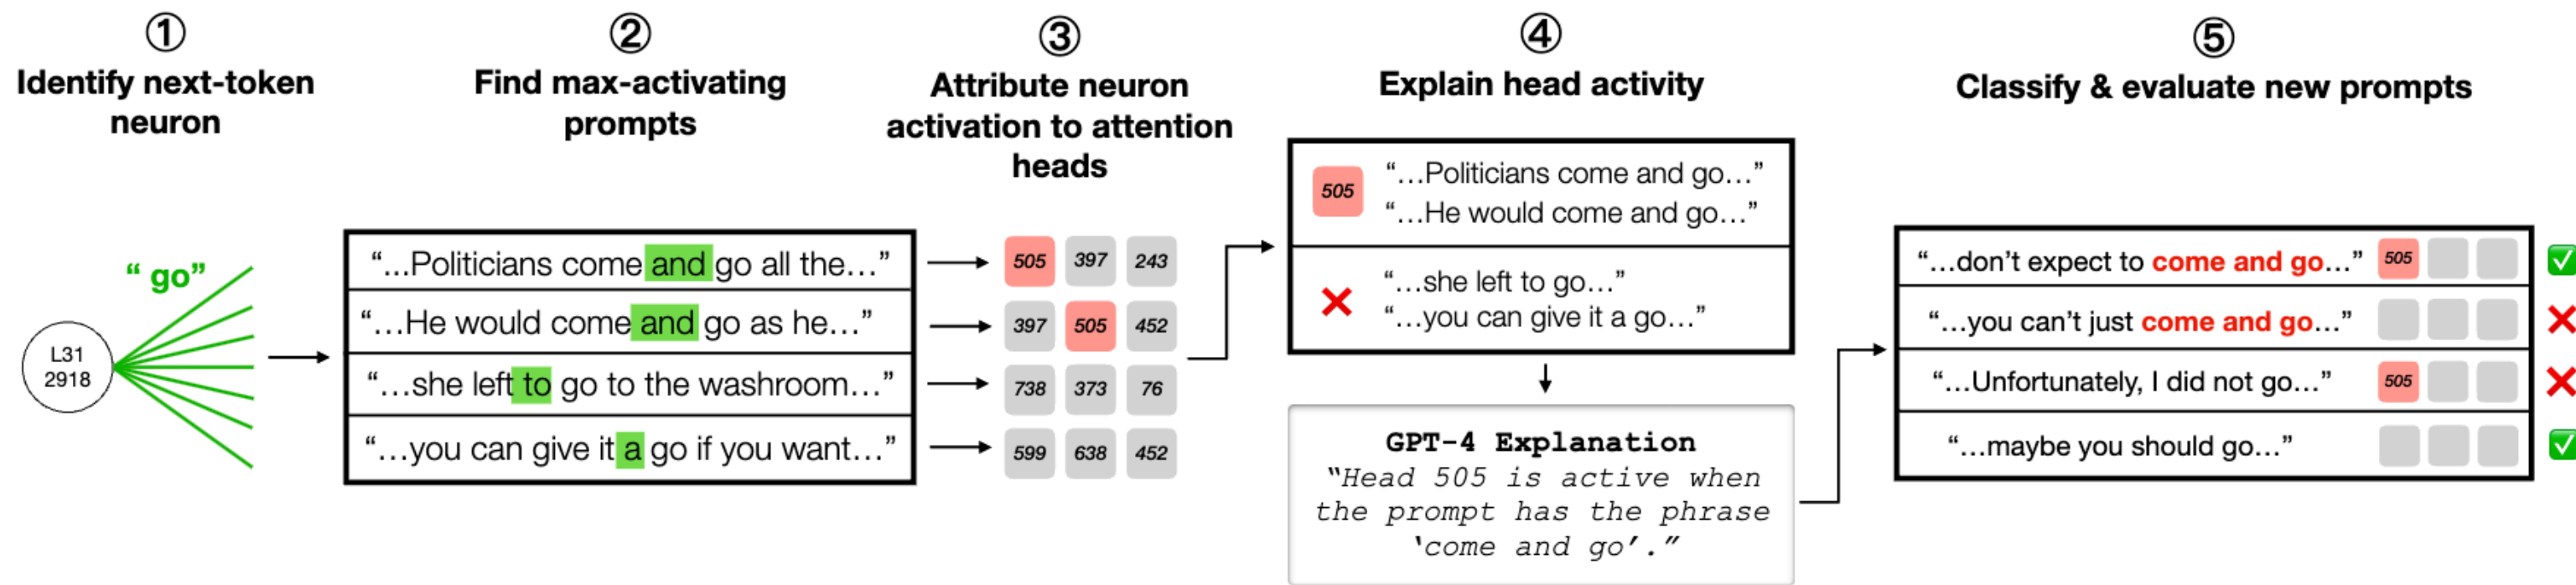 ①
Identify next-token
neuron
“ go”
L31
2918
②
Find max-activating
prompts
“...Politicians come and go all the…”
“…He would come and go as he…”
“…she left to go to the washroom…”
“…you can give it a go if you want…”
③
Attribute neuron
activation to attention
heads
505 397 243
397 505 452
738 373 76
599 638 452
④
Explain head activity
505
“…Politicians come and go…”
“…He would come and go…”
“…she left to go…”
“…you can give it a go…”
GPT-4 Explanation
“Head 505 is active when
the prompt has the phrase
‘come and go’.”
⑤
Classify & evaluate new prompts
“…don’t expect to come and go…” 505
“…you can’t just come and go…”
“…Unfortunately, I did not go…” 505
“…maybe you should go…”